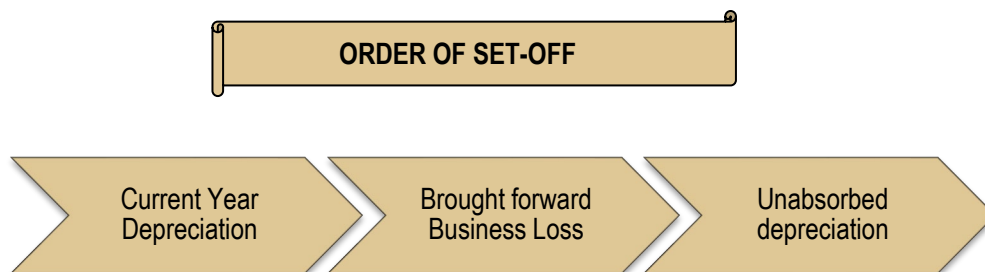 ORDER OF SET-OFF
Current Year
Depreciation
Brought forward
Business Loss
Unabsorbed
depreciation